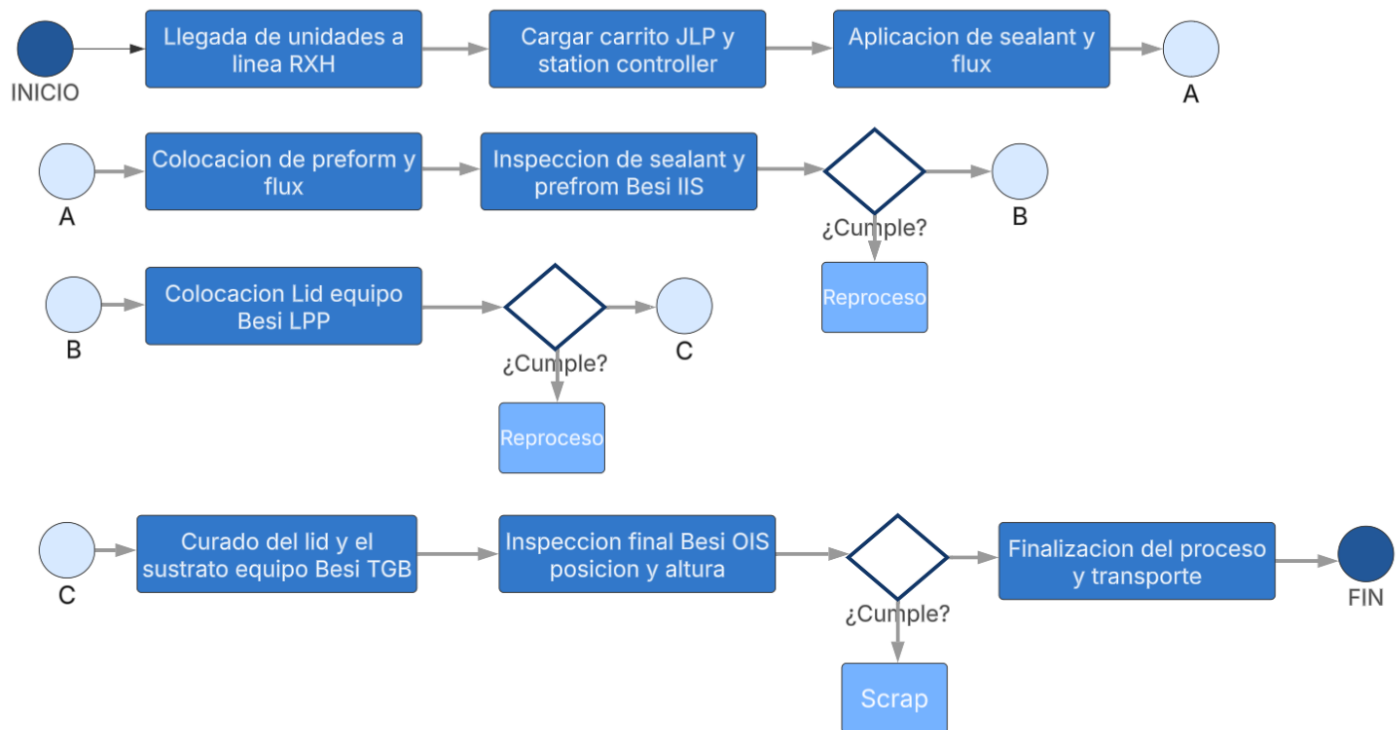 INICIO
Llegada de unidades a
linea RXH
Cargar carrito JLP y
station controller
Aplicacion de sealant y
flux
A
A
Colocacion de preform y
flux
Inspeccion de sealant y
prefrom Besi IIS
¿Cumple?
B
Reproceso
B
Colocacion Lid equipo
Besi LPP
¿Cumple?
C
Reproceso
C
Curado del lid y el
sustrato equipo Besi TGB
Inspeccion final Besi OIS
posicion y altura
¿Cumple?
Finalizacion del proceso
y transporte
FIN
Scrap